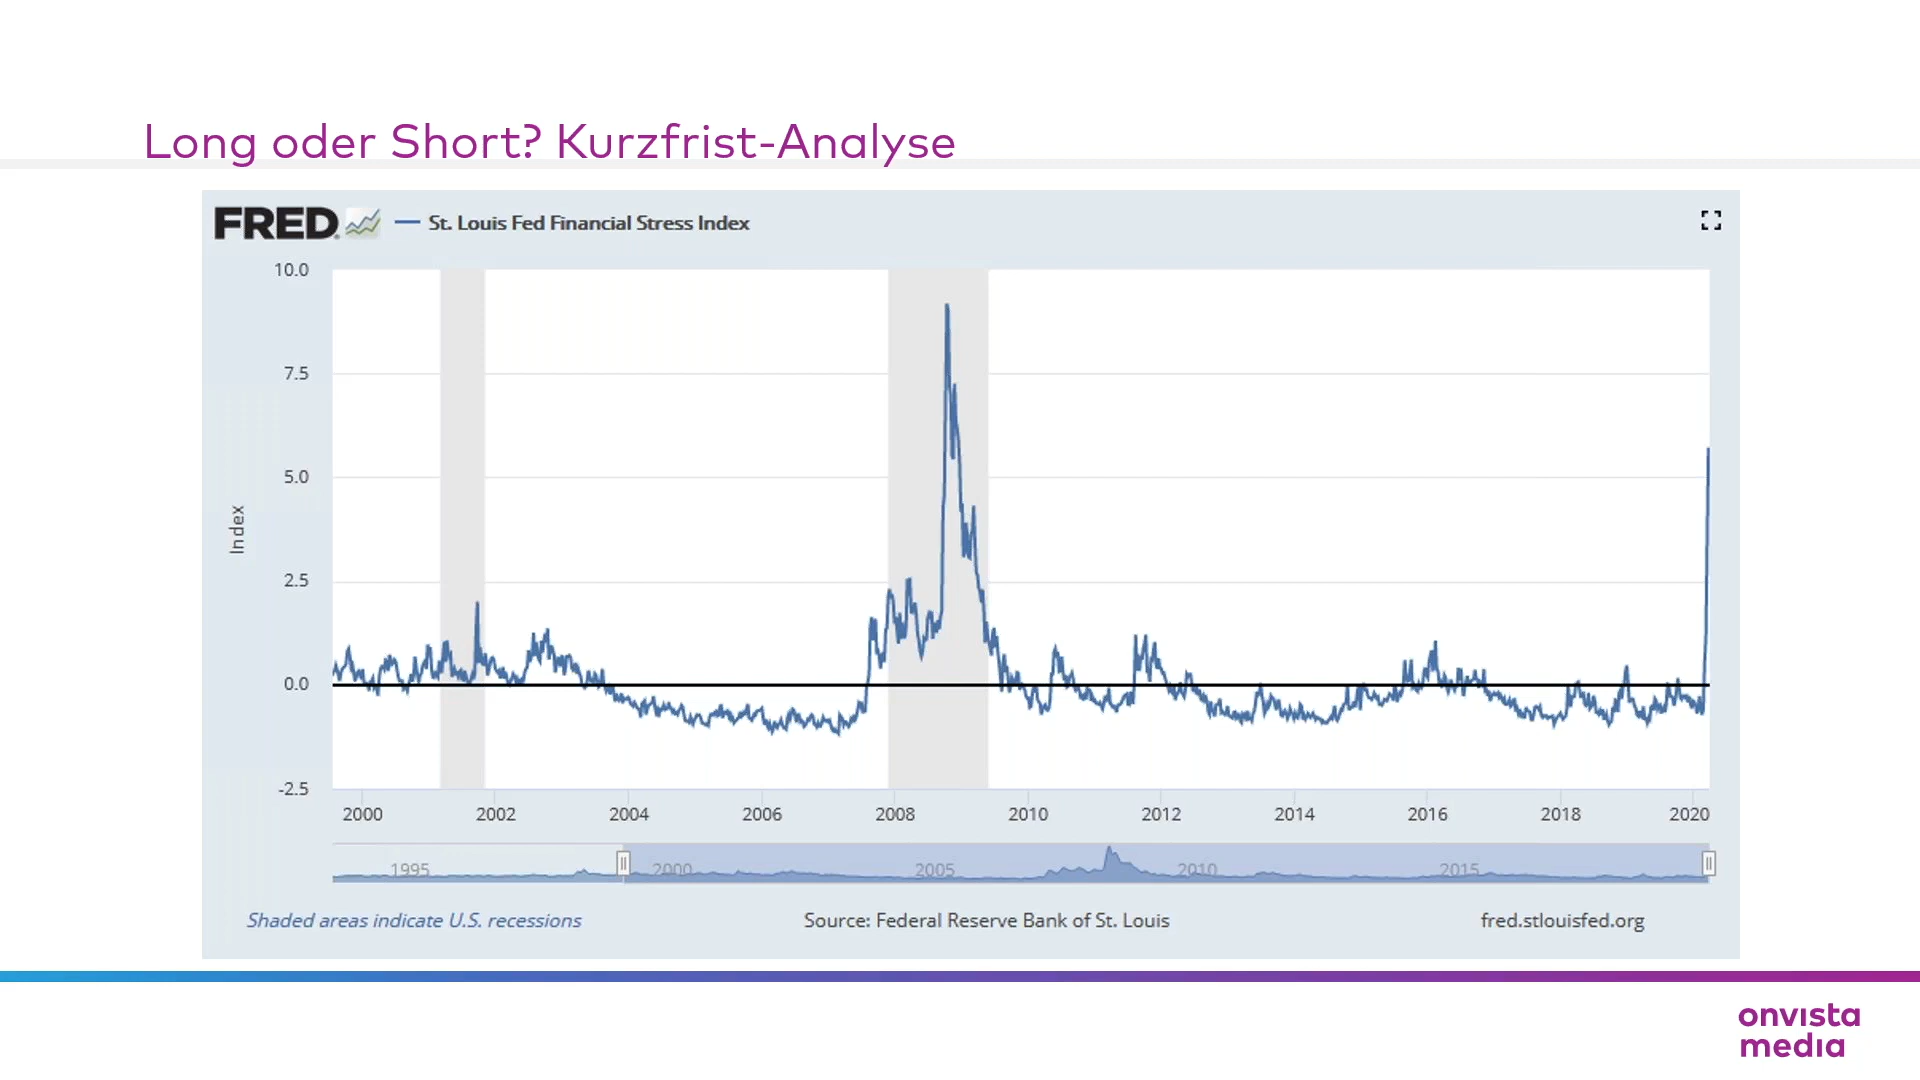 Long oder Short? Kurzfrist-Analyse
FRED St. Louis Fed Financial Stress Index
10.0
7.5
5.0
2.5
0.0
-2.5
Index
2000 2002 2004 2006 2008 2010 2012 2014 2016 2018 2020
1995 2000 2005 2010 2015
Shaded areas indicate U.S. recessions Source: Federal Reserve Bank of St. Louis fred.stlouisfed.org
onvista
media